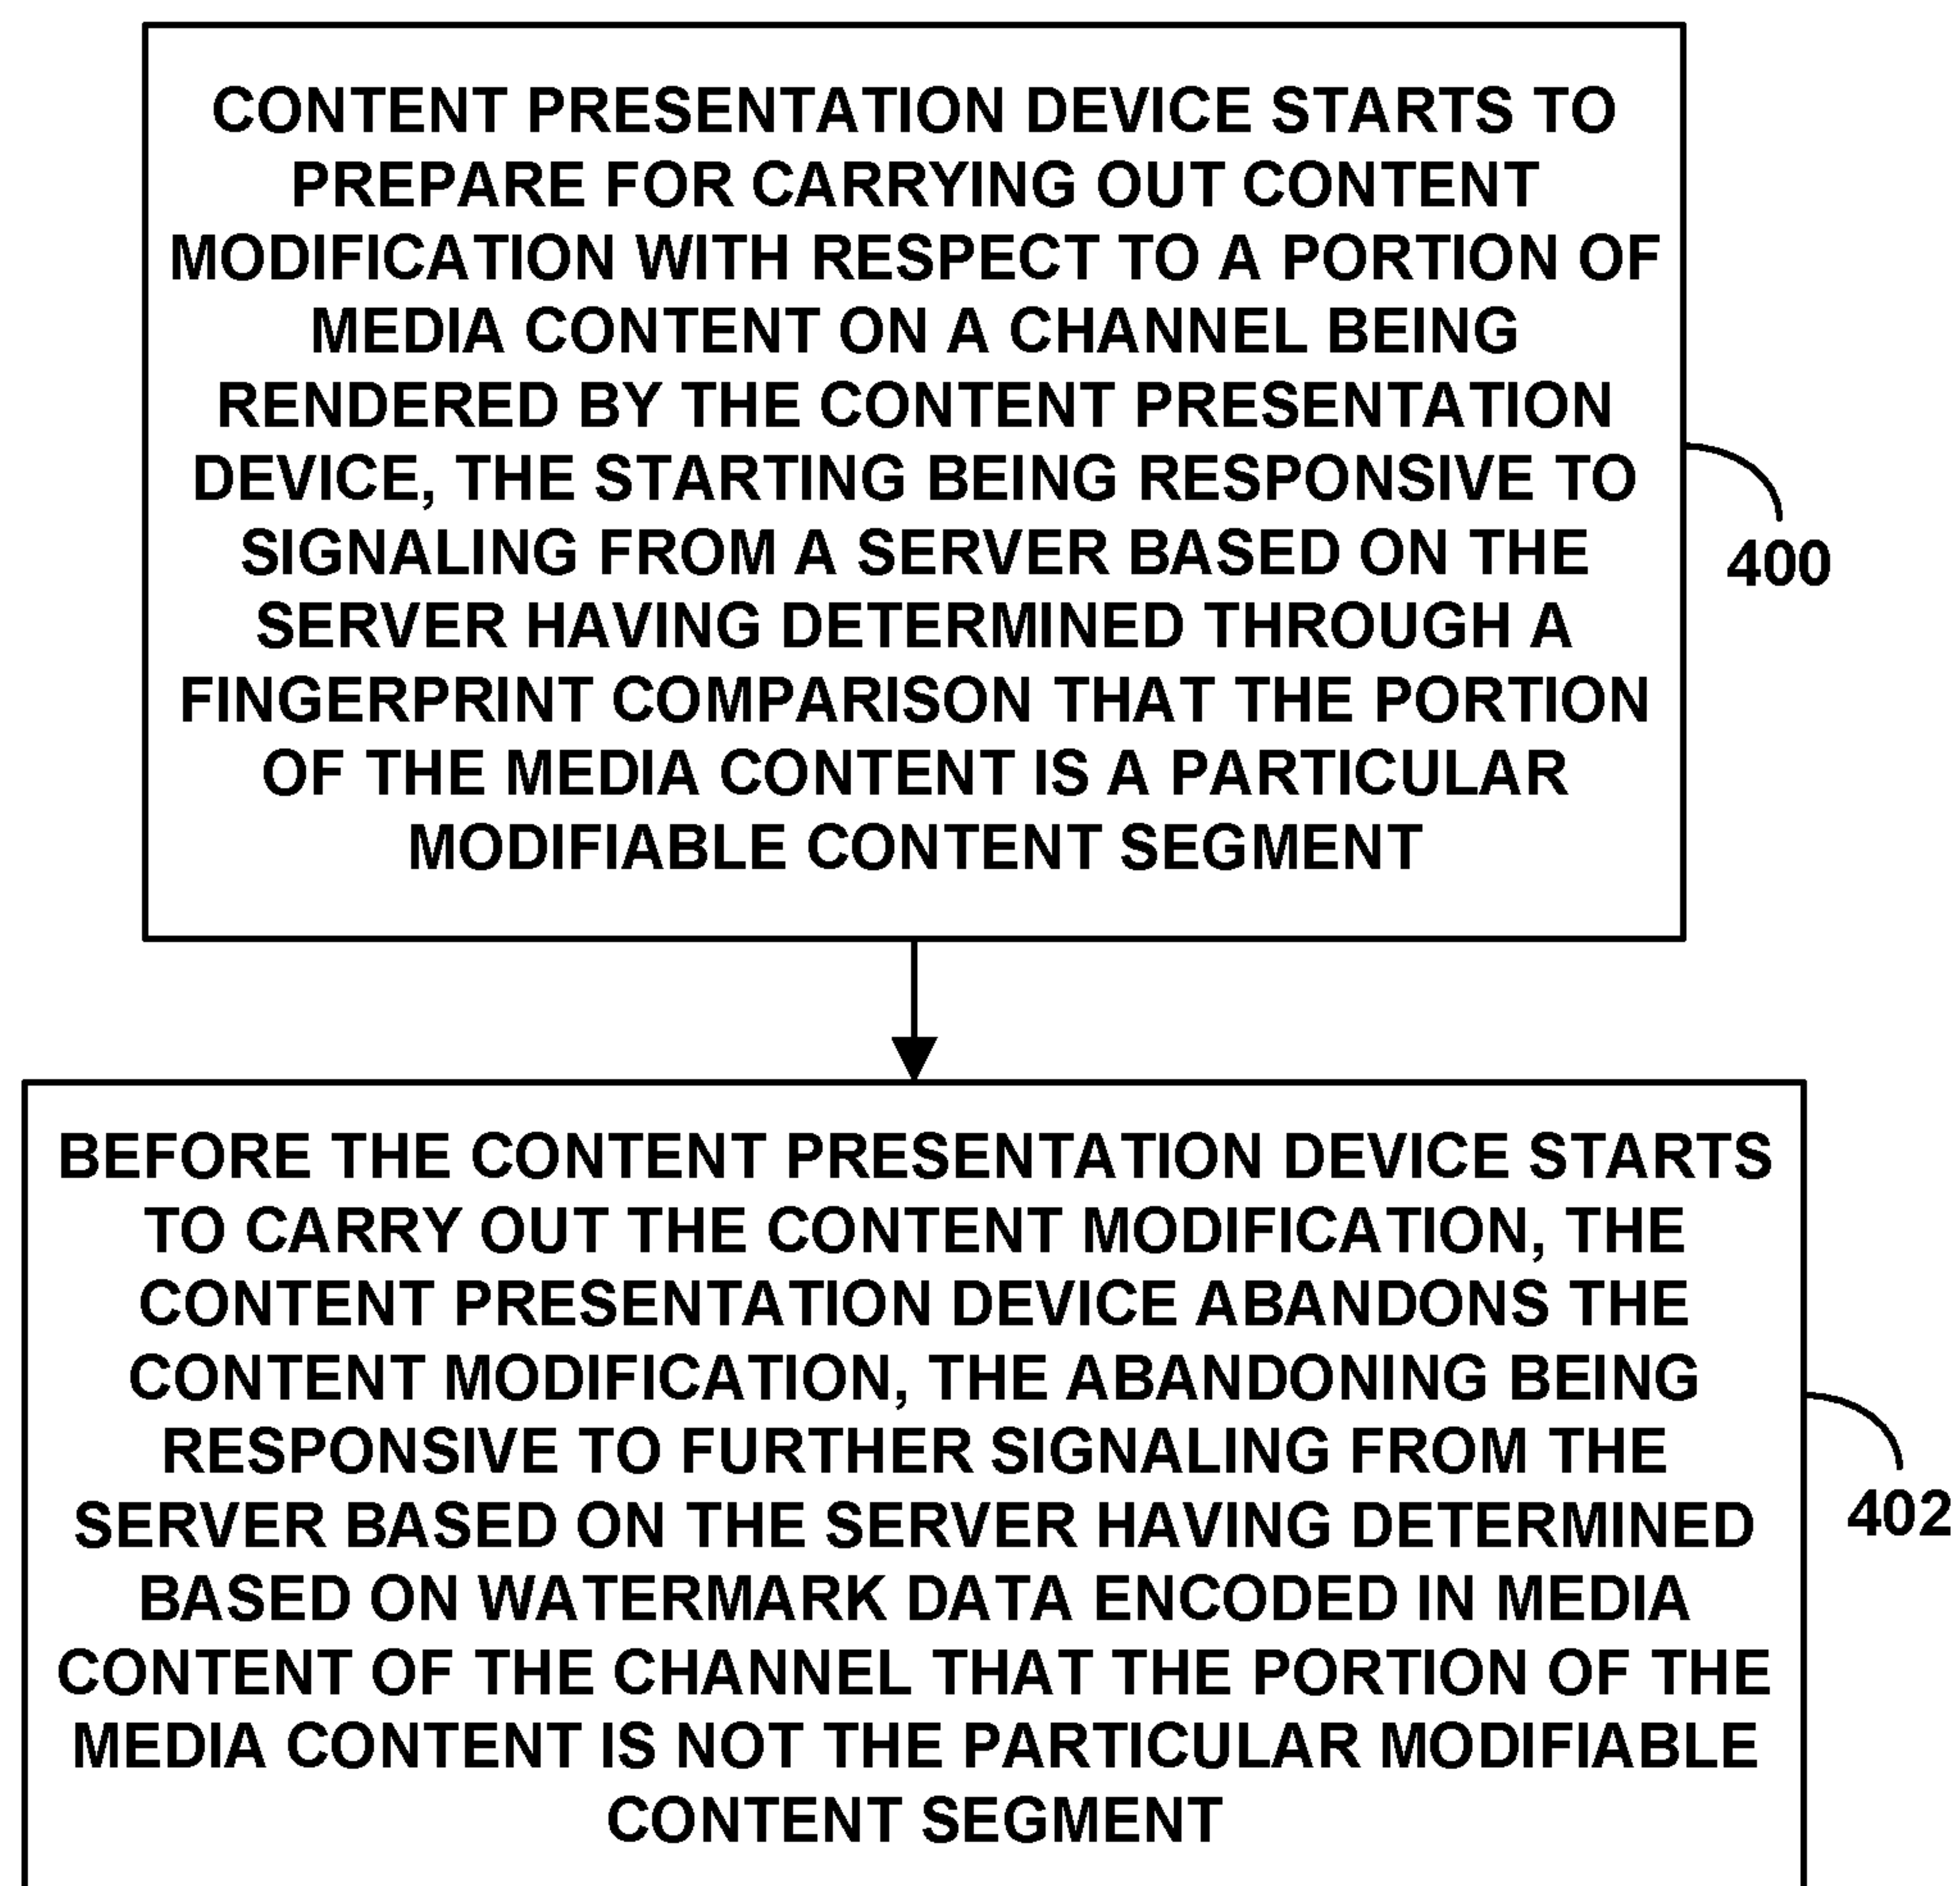 CONTENT PRESENTATION DEVICE STARTS TO
PREPARE FOR CARRYING OUT CONTENT
MODIFICATION WITH RESPECT TO A PORTION OF
MEDIA CONTENT ON A CHANNEL BEING
RENDERED BY THE CONTENT PRESENTATION
DEVICE, THE STARTING BEING RESPONSIVE TO
SIGNALING FROM A SERVER BASED ON THE
SERVER HAVING DETERMINED THROUGH A
FINGERPRINT COMPARISON THAT THE PORTION
OF THE MEDIA CONTENT IS A PARTICULAR
MODIFIABLE CONTENT SEGMENT
400
BEFORE THE CONTENT PRESENTATION DEVICE STARTS
TO CARRY OUT THE CONTENT MODIFICATION, THE
CONTENT PRESENTATION DEVICE ABANDONS THE
CONTENT MODIFICATION, THE ABANDONING BEING
RESPONSIVE TO FURTHER SIGNALING FROM THE
SERVER BASED ON THE SERVER HAVING DETERMINED
BASED ON WATERMARK DATA ENCODED IN MEDIA
CONTENT OF THE CHANNEL THAT THE PORTION OF THE
MEDIA CONTENT IS NOT THE PARTICULAR MODIFIABLE
CONTENT SEGMENT
402